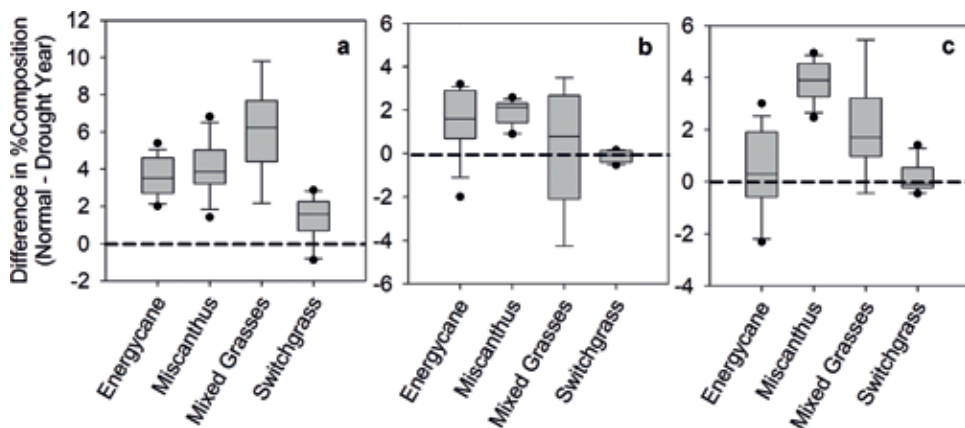 Difference in %Composition
(Normal - Drought Year)
12
10
8
6
4
2
0
-2
a
Energycane
Miscanthus
Mixed Grasses
Switchgrass
6
4
2
0
-2
-4
-6
b
Energycane
Miscanthus
Mixed Grasses
Switchgrass
6
4
2
0
-2
-4
c
Energycane
Miscanthus
Mixed Grasses
Switchgrass